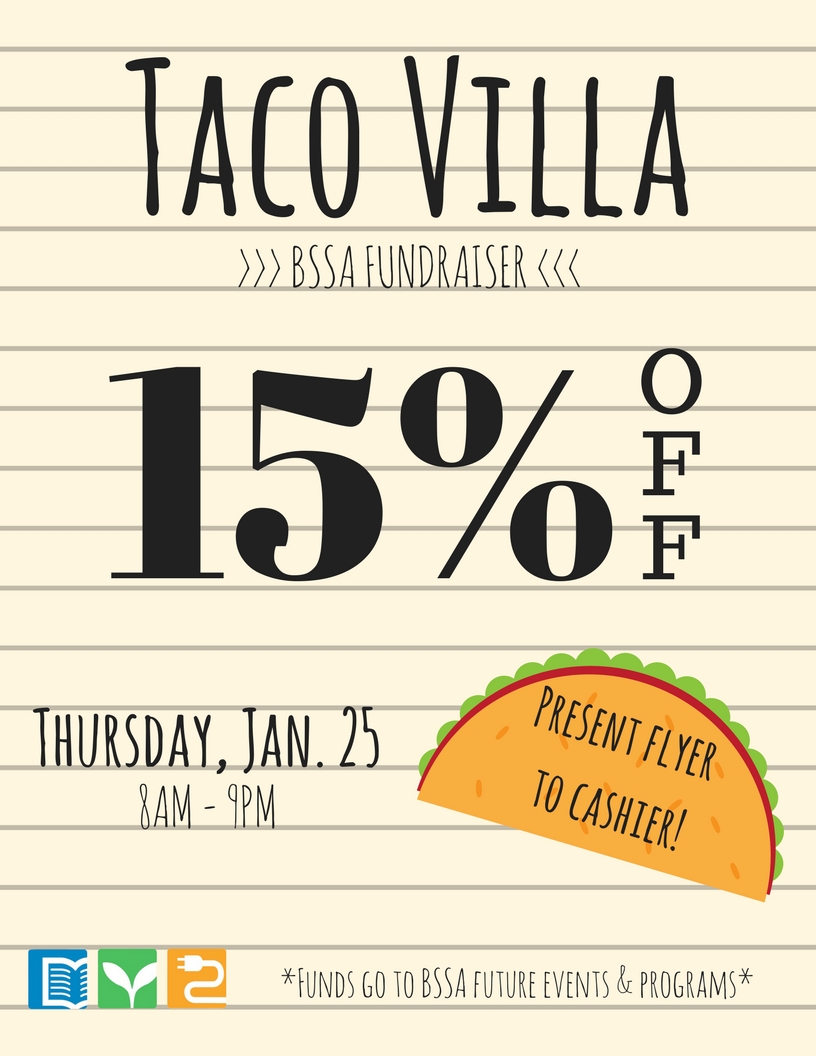 Taco Villa
>>> BSSA FUNDRAISER <<<
15% OFF
Thursday, Jan. 25
8AM - 9PM
Present flyer
to cashier!
*Funds go to BSSA future events & programs*